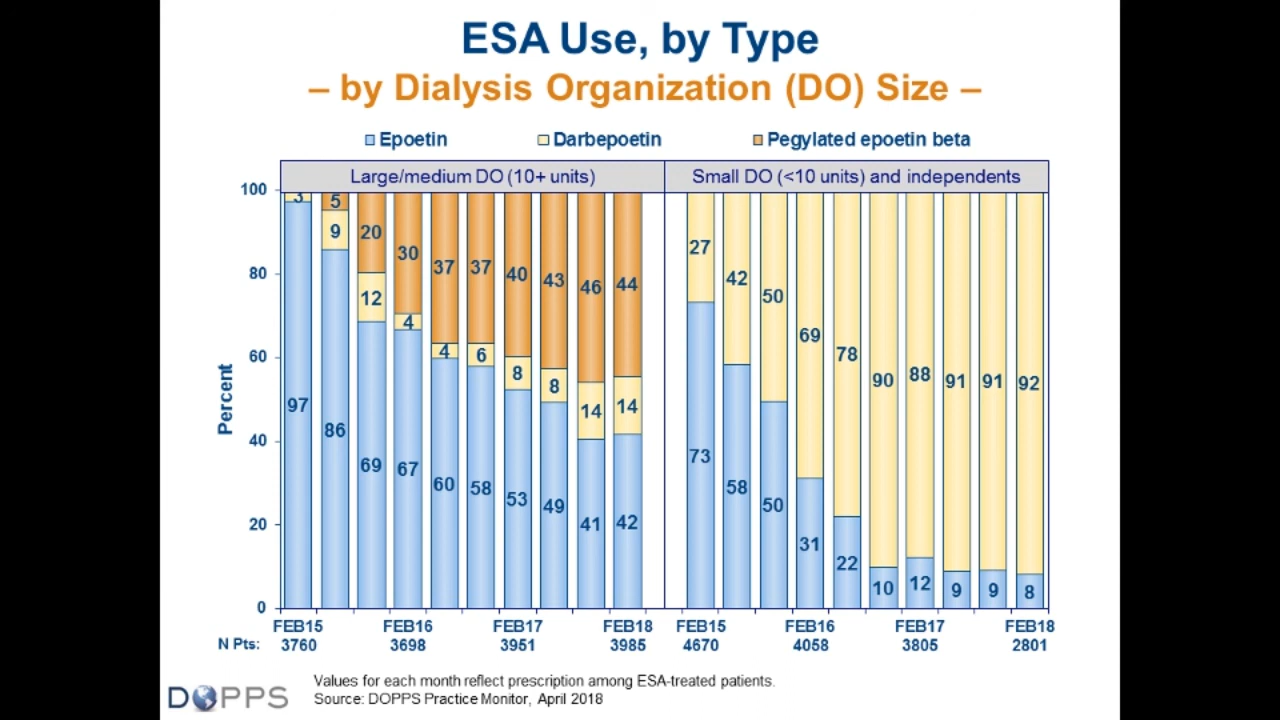 ESA Use, by Type
– by Dialysis Organization (DO) Size –
Epoetin Darbepoetin Pegylated epoetin beta
Large/medium DO (10+ units) Small DO (<10 units) and independents
Percent
100
80
60
40
20
0
3 5 20 30 37 37 40 43 46 44
9 12 4 4 6 8 8 14 14
97 86 69 67 60 58 53 49 41 42
27 42 50 69 78 90 88 91 91 92
73 58 50 31 22 10 12 9 9 8
FEB15 FEB16 FEB17 FEB18 FEB15 FEB16 FEB17 FEB18
N Pts: 3760 3698 3951 3985 4670 4058 3805 2801
Values for each month reflect prescription among ESA-treated patients.
Source: DOPPS Practice Monitor, April 2018
DOPPS